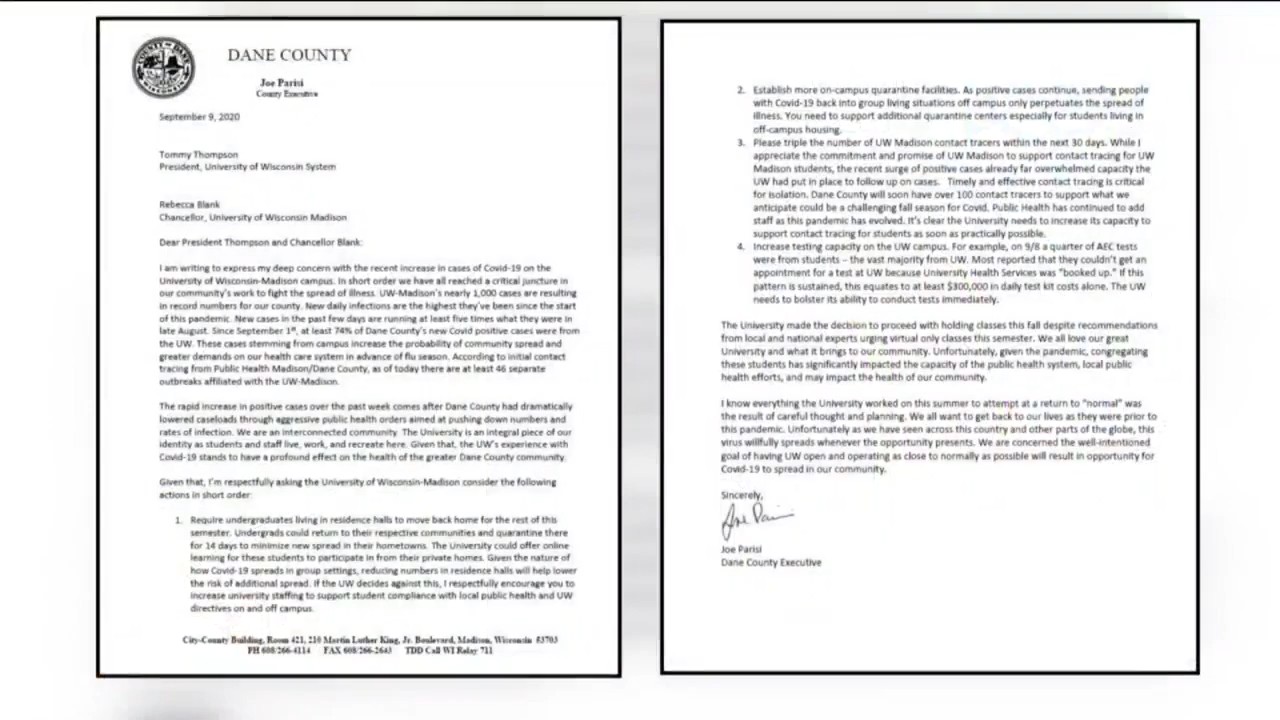 DANE COUNTY
Joe Parisi
County Executive
September 9, 2020
Tommy Thompson
President, University of Wisconsin System
Rebecca Blank
Chancellor, University of Wisconsin Madison
Dear President Thompson and Chancellor Blank:
I am writing to express my deep concern with the recent increase in cases of Covid-19 on the
University of Wisconsin-Madison campus. In short order we have all reached a critical juncture in
our community's work to fight the spread of illness. UW-Madison's nearly 1,000 cases are resulting
in record numbers for our county. New daily infections are the highest they've been since the start
of this pandemic. New cases in the past few days are running at least five times what they were in
late August. Since September 1st, at least 74% of Dane County's new Covid positive cases were from
the UW. These cases stemming from campus increase the probability of community spread and
greater demands on our health care system in advance of flu season. According to initial contact
tracing from Public Health Madison/Dane County, as of today there are at least 46 separate
outbreaks affiliated with the UW-Madison.
The rapid increase in positive cases over the past week comes after Dane County had dramatically
lowered caseloads through aggressive public health orders aimed at pushing down numbers and
rates of infection. We are an interconnected community. The University is an integral piece of our
identity as students and staff live, work, and recreate here. Given that, the UW's experience with
Covid-19 stands to have a profound effect on the health of the greater Dane County community.
Given that, I'm respectfully asking the University of Wisconsin-Madison consider the following
actions in short order:
1. Require undergraduates living in residence halls to move back home for the rest of this
semester. Undergrads could return to their respective communities and quarantine there
for 14 days to minimize new spread in their hometowns. The University could offer online
learning for these students to participate in from their private homes. Given the nature of
how Covid-19 spreads in group settings, reducing numbers in residence halls will help lower
the risk of additional spread. If the UW decides against this, I respectfully encourage you to
increase university staffing to support student compliance with local public health and UW
directives on and off campus.
City-County Building, Room 421, 210 Martin Luther King, Jr. Boulevard, Madison, Wisconsin 53703
PH 608/266-4114 FAX 608/266-2643 TDD Call WI Relay 711
2. Establish more on-campus quarantine facilities. As positive cases continue, sending people
with Covid-19 back into group living situations off campus only perpetuates the spread of
illness. You need to support additional quarantine centers especially for students living in
off-campus housing.
3. Please triple the number of UW Madison contact tracers within the next 30 days. While I
appreciate the commitment and promise of UW Madison to support contact tracing for UW
Madison students, the recent surge of positive cases already far overwhelmed capacity the
UW had put in place to follow up on cases. Timely and effective contact tracing is critical
for isolation. Dane County will soon have over 100 contact tracers to support what we
anticipate could be a challenging fall season for Covid. Public Health has continued to add
staff as this pandemic has evolved. It's clear the University needs to increase its capacity to
support contact tracing for students as soon as practically possible.
4. Increase testing capacity on the UW campus. For example, on 9/8 a quarter of AEC tests
were from students – the vast majority from UW. Most reported that they couldn't get an
appointment for a test at UW because University Health Services was "booked up." If this
pattern is sustained, this equates to at least $300,000 in daily test kit costs alone. The UW
needs to bolster its ability to conduct tests immediately.
The University made the decision to proceed with holding classes this fall despite recommendations
from local and national experts urging virtual only classes this semester. We all love our great
University and what it brings to our community. Unfortunately, given the pandemic, congregating
these students has significantly impacted the capacity of the public health system, local public
health efforts, and may impact the health of our community.
I know everything the University worked on this summer to attempt at a return to "normal" was
the result of careful thought and planning. We all want to get back to our lives as they were prior to
this pandemic. Unfortunately as we have seen across this country and other parts of the globe, this
virus willfully spreads whenever the opportunity presents. We are concerned the well-intentioned
goal of having UW open and operating as close to normally as possible will result in opportunity for
Covid-19 to spread in our community.
Sincerely,
Joe Parisi
Dane County Executive